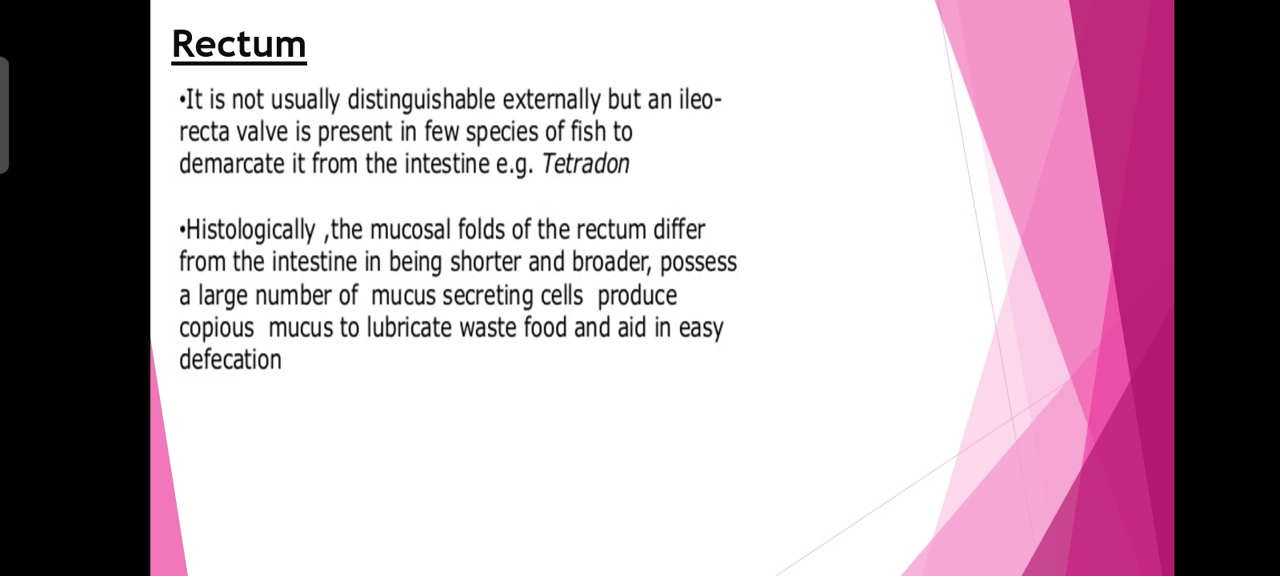 Rectum
•It is not usually distinguishable externally but an ileo-
recta valve is present in few species of fish to
demarcate it from the intestine e.g. Tetradon
•Histologically ,the mucosal folds of the rectum differ
from the intestine in being shorter and broader, possess
a large number of  mucus secreting cells  produce
copious  mucus to lubricate waste food and aid in easy
defecation